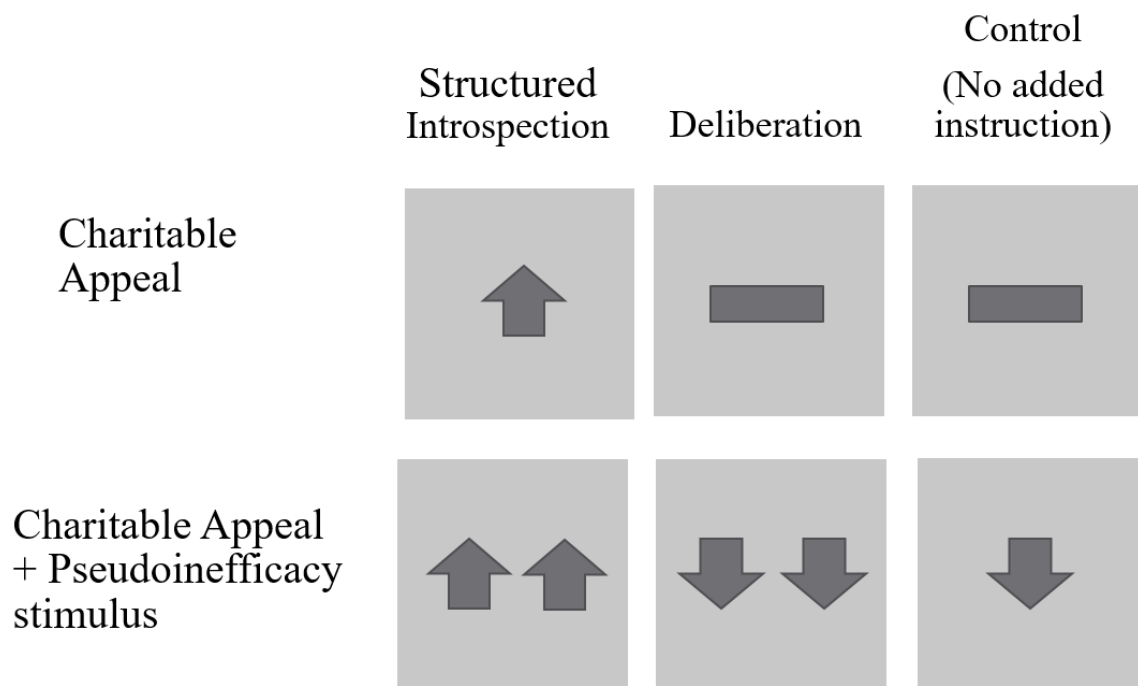 Structured
Introspection
Deliberation
Control
(No added
instruction)
Charitable
Appeal
Charitable Appeal
+ Pseudoinefficacy
stimulus